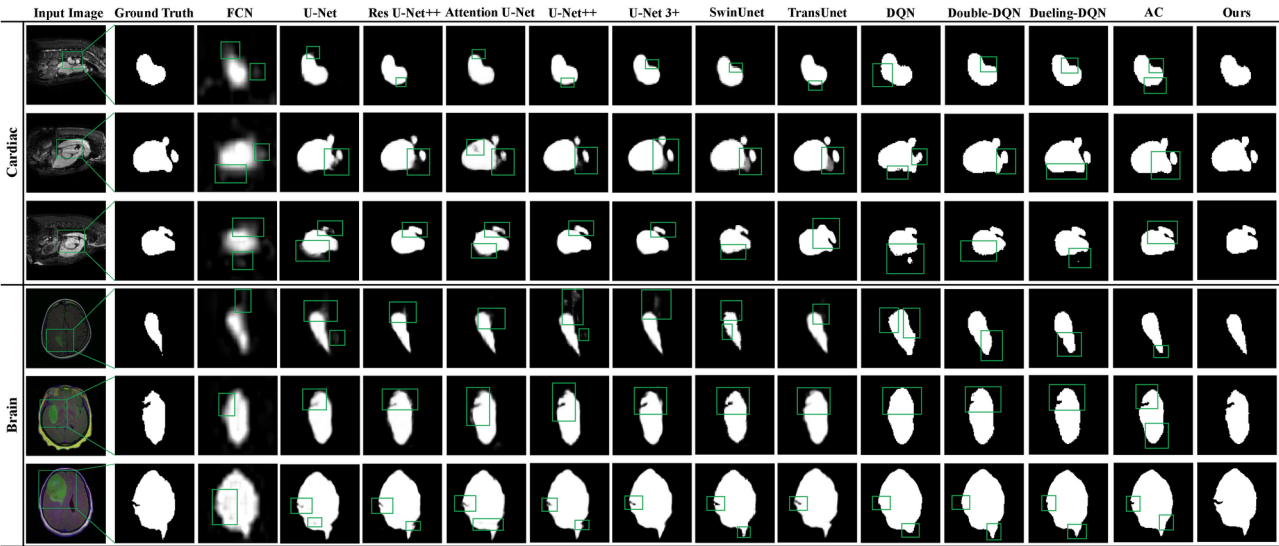 Input Image Ground Truth FCN U-Net Res U-Net++ Attention U-Net U-Net++ U-Net 3+ SwinUnet TransUnet DQN Double-DQN Dueling-DQN AC Ours
Cardiac
Brain